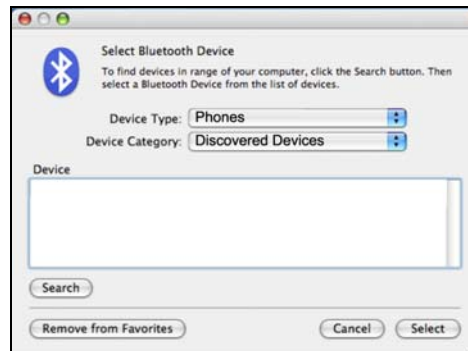 Select Bluetooth Device
To find devices in range of your computer, click the Search button. Then
select a Bluetooth Device from the list of devices.
Device Type: Phones
Device Category: Discovered Devices
Device
Search
Remove from Favorites Cancel Select